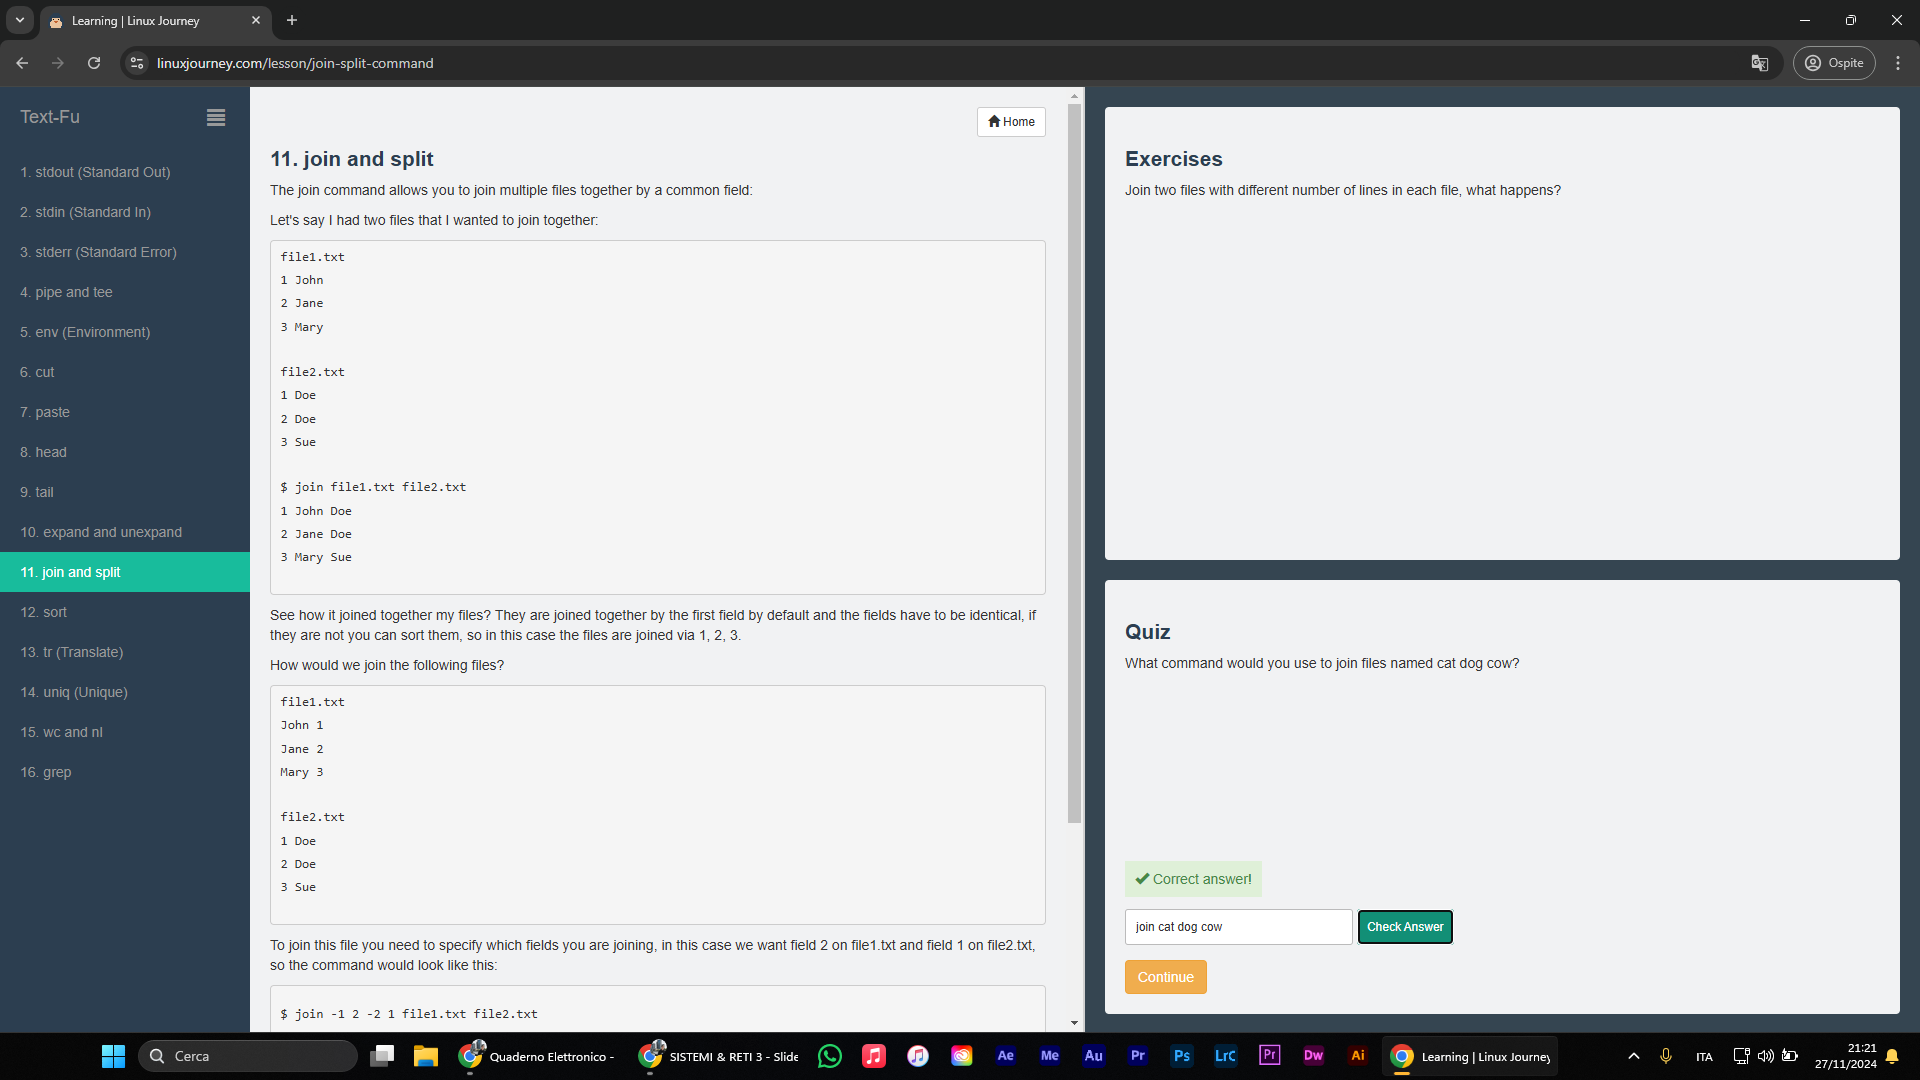 Learning | Linux Journey
linuxjourney.com/lesson/join-split-command
Ospite
Text-Fu
1. stdout (Standard Out)
2. stdin (Standard In)
3. stderr (Standard Error)
4. pipe and tee
5. env (Environment)
6. cut
7. paste
8. head
9. tail
10. expand and unexpand
11. join and split
12. sort
13. tr (Translate)
14. uniq (Unique)
15. wc and nl
16. grep
Home
11. join and split
The join command allows you to join multiple files together by a common field:
Let's say I had two files that I wanted to join together:
file1.txt
1 John
2 Jane
3 Mary
file2.txt
1 Doe
2 Doe
3 Sue
$ join file1.txt file2.txt
1 John Doe
2 Jane Doe
3 Mary Sue
See how it joined together my files? They are joined together by the first field by default and the fields have to be identical, if
they are not you can sort them, so in this case the files are joined via 1, 2, 3.
How would we join the following files?
file1.txt
John 1
Jane 2
Mary 3
file2.txt
1 Doe
2 Doe
3 Sue
To join this file you need to specify which fields you are joining, in this case we want field 2 on file1.txt and field 1 on file2.txt,
so the command would look like this:
$ join -1 2 -2 1 file1.txt file2.txt
Exercises
Join two files with different number of lines in each file, what happens?
Quiz
What command would you use to join files named cat dog cow?
Correct answer!
join cat dog cow
Check Answer
Continue
Cerca
Quaderno Elettronico -
SISTEMI & RETI 3 - Slide
Ae
Me
Au
Pr
Ps
LrC
Pr
Dw
Ai
Learning | Linux Journey
ITA
21:21
27/11/2024